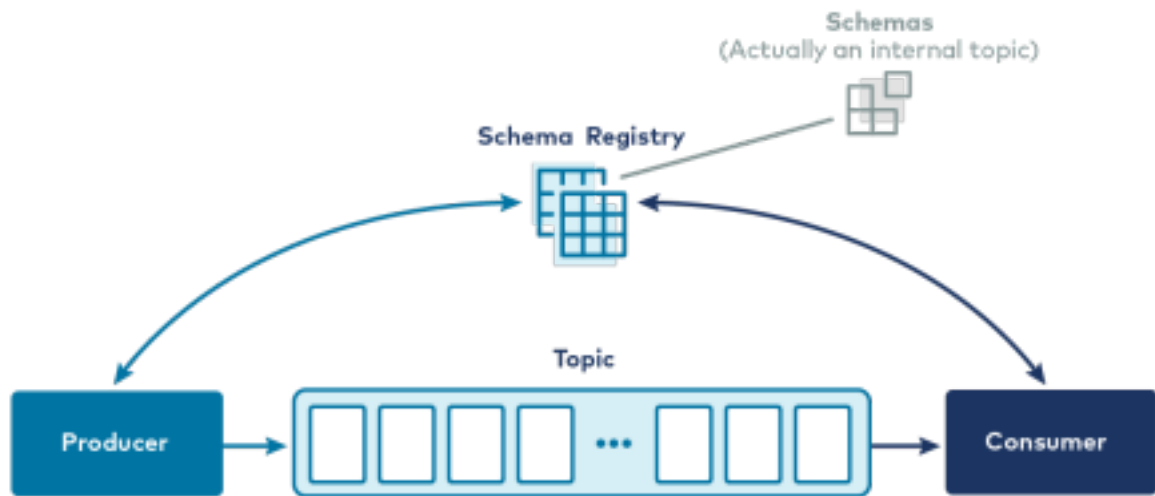 Schemas
(Actually an internal topic)
Schema Registry
Topic
Producer
Consumer